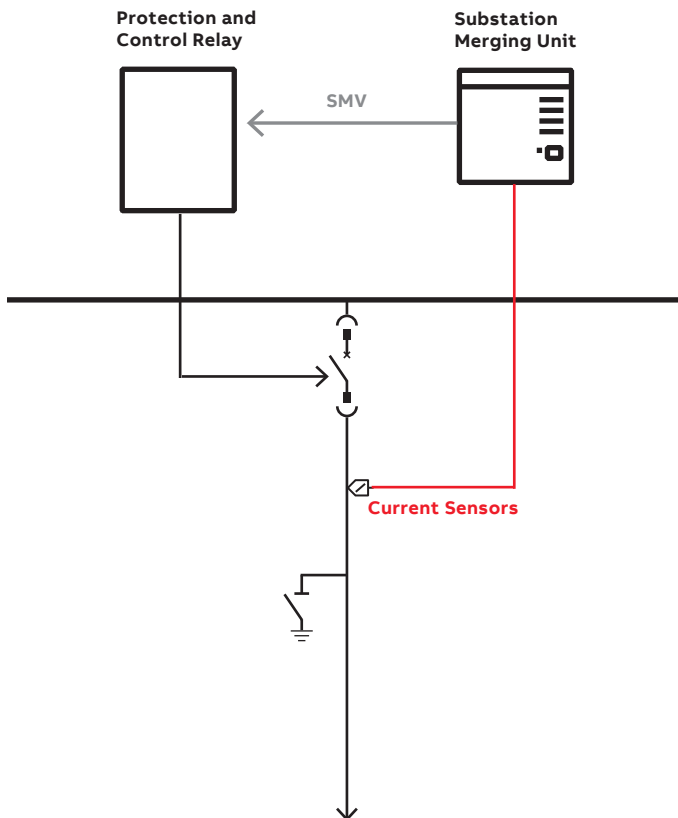 Protection and
Control Relay
Substation
Merging Unit
SMV
Current Sensors